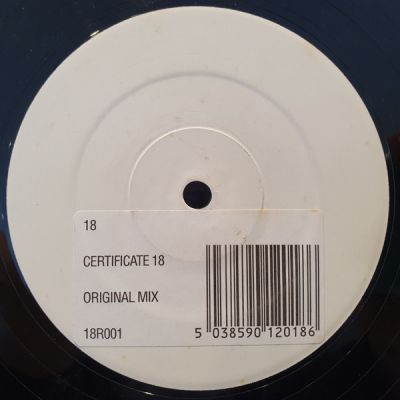 18
CERTIFICATE 18
ORIGINAL MIX
18R001
5 038590 120186